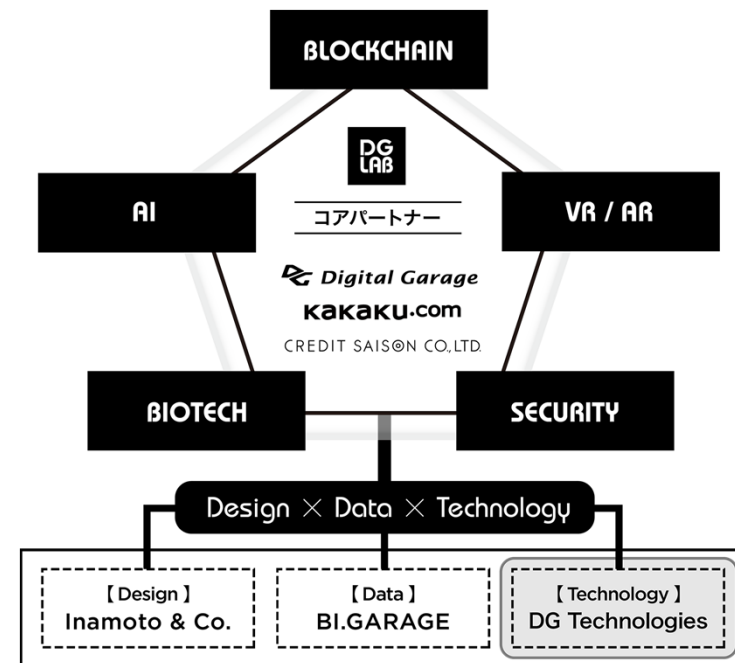 BLOCKCHAIN
DG
LAB
AI
VR / AR
コアパートナー
DG Digital Garage
kakaku.com
CREDIT SAISON CO.,LTD.
BIOTECH
SECURITY
Design × Data × Technology
【Design】
Inamoto & Co.
【Data】
BI.GARAGE
【Technology】
DG Technologies